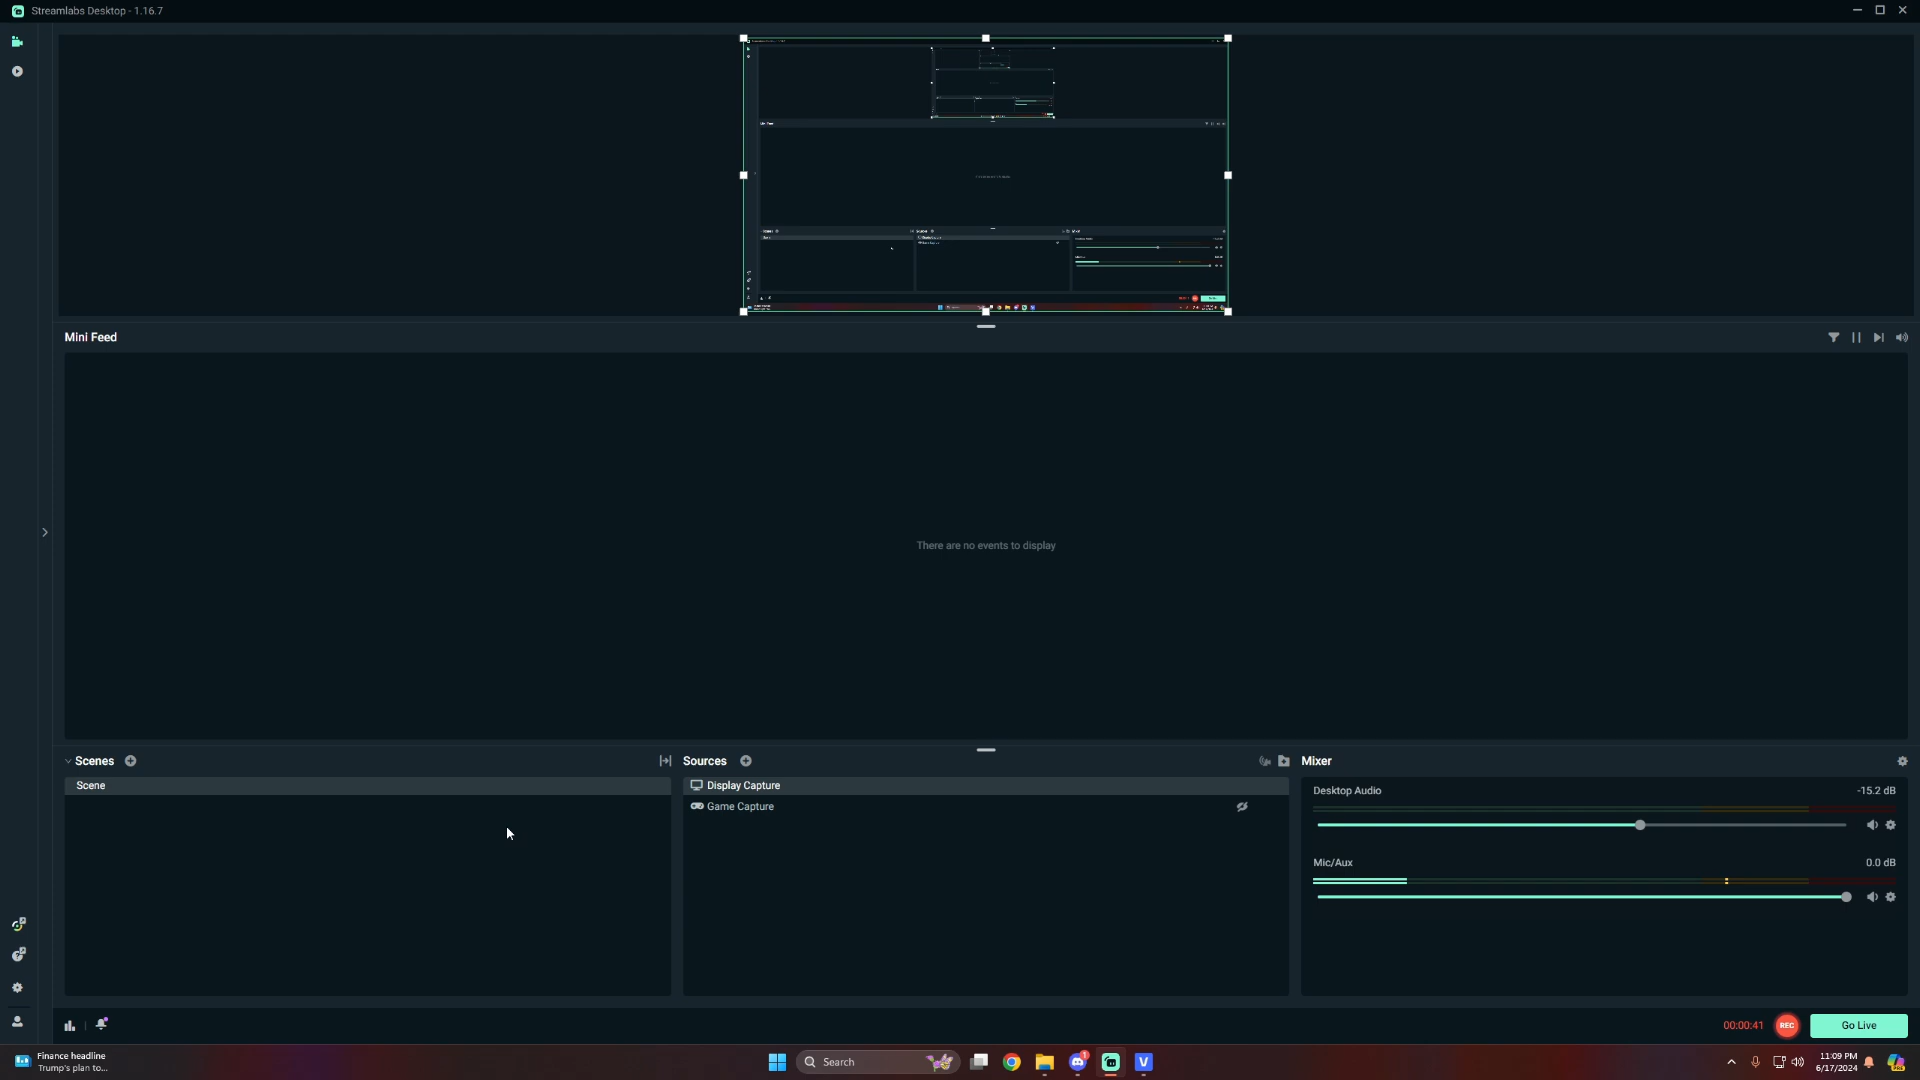 Streamlabs Desktop - 1.16.7
Mini Feed
There are no events to display
Scenes
Scene
Sources
Display Capture
Game Capture
Mixer
Desktop Audio
-15.2 dB
Mic/Aux
0.0 dB
00:00:41
REC
Go Live
Finance headline
Trump's plan to...
Search
1
V
11:09 PM
6/17/2024
PRE